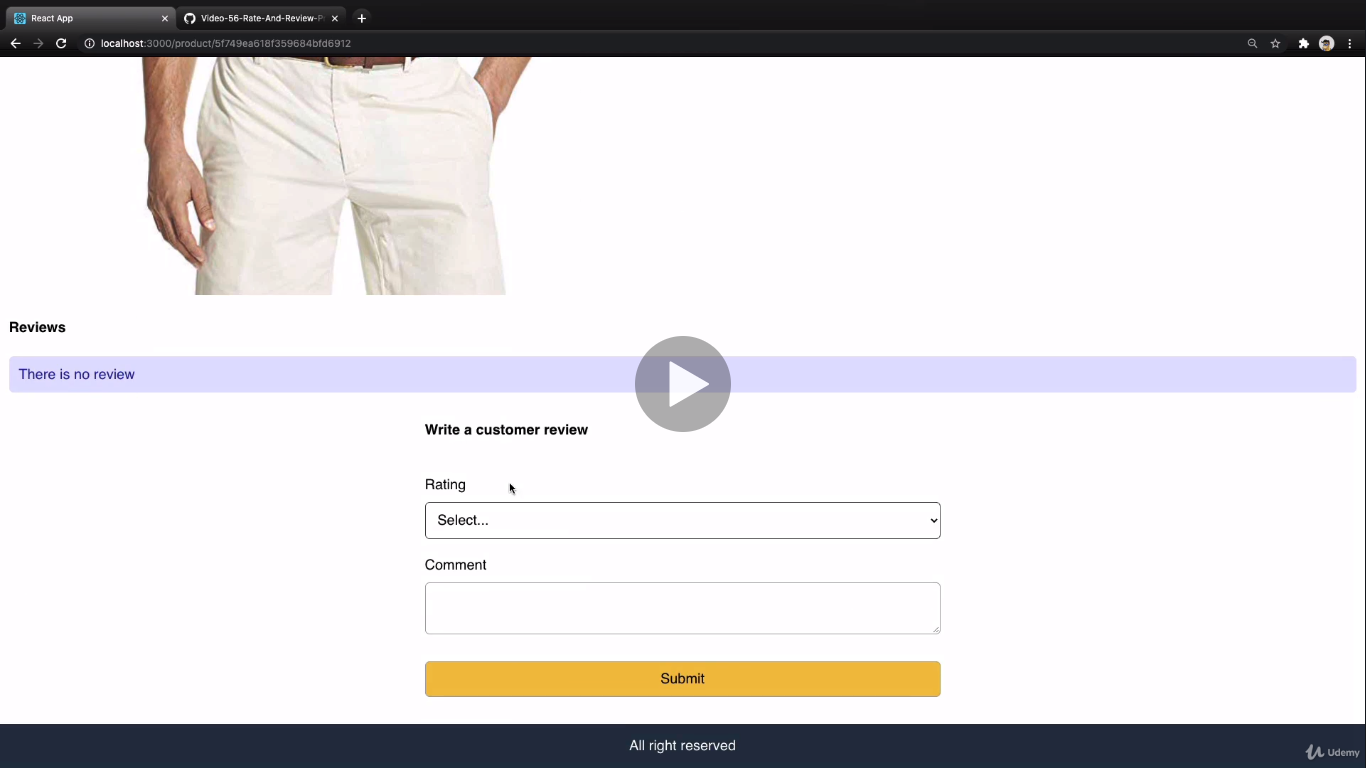 React App
Video-56-Rate-And-Review-P
localhost:3000/product/5f749ea618f359684bfd6912
Reviews
There is no review
Write a customer review
Rating
Select...
Comment
Submit
All right reserved
Udemy